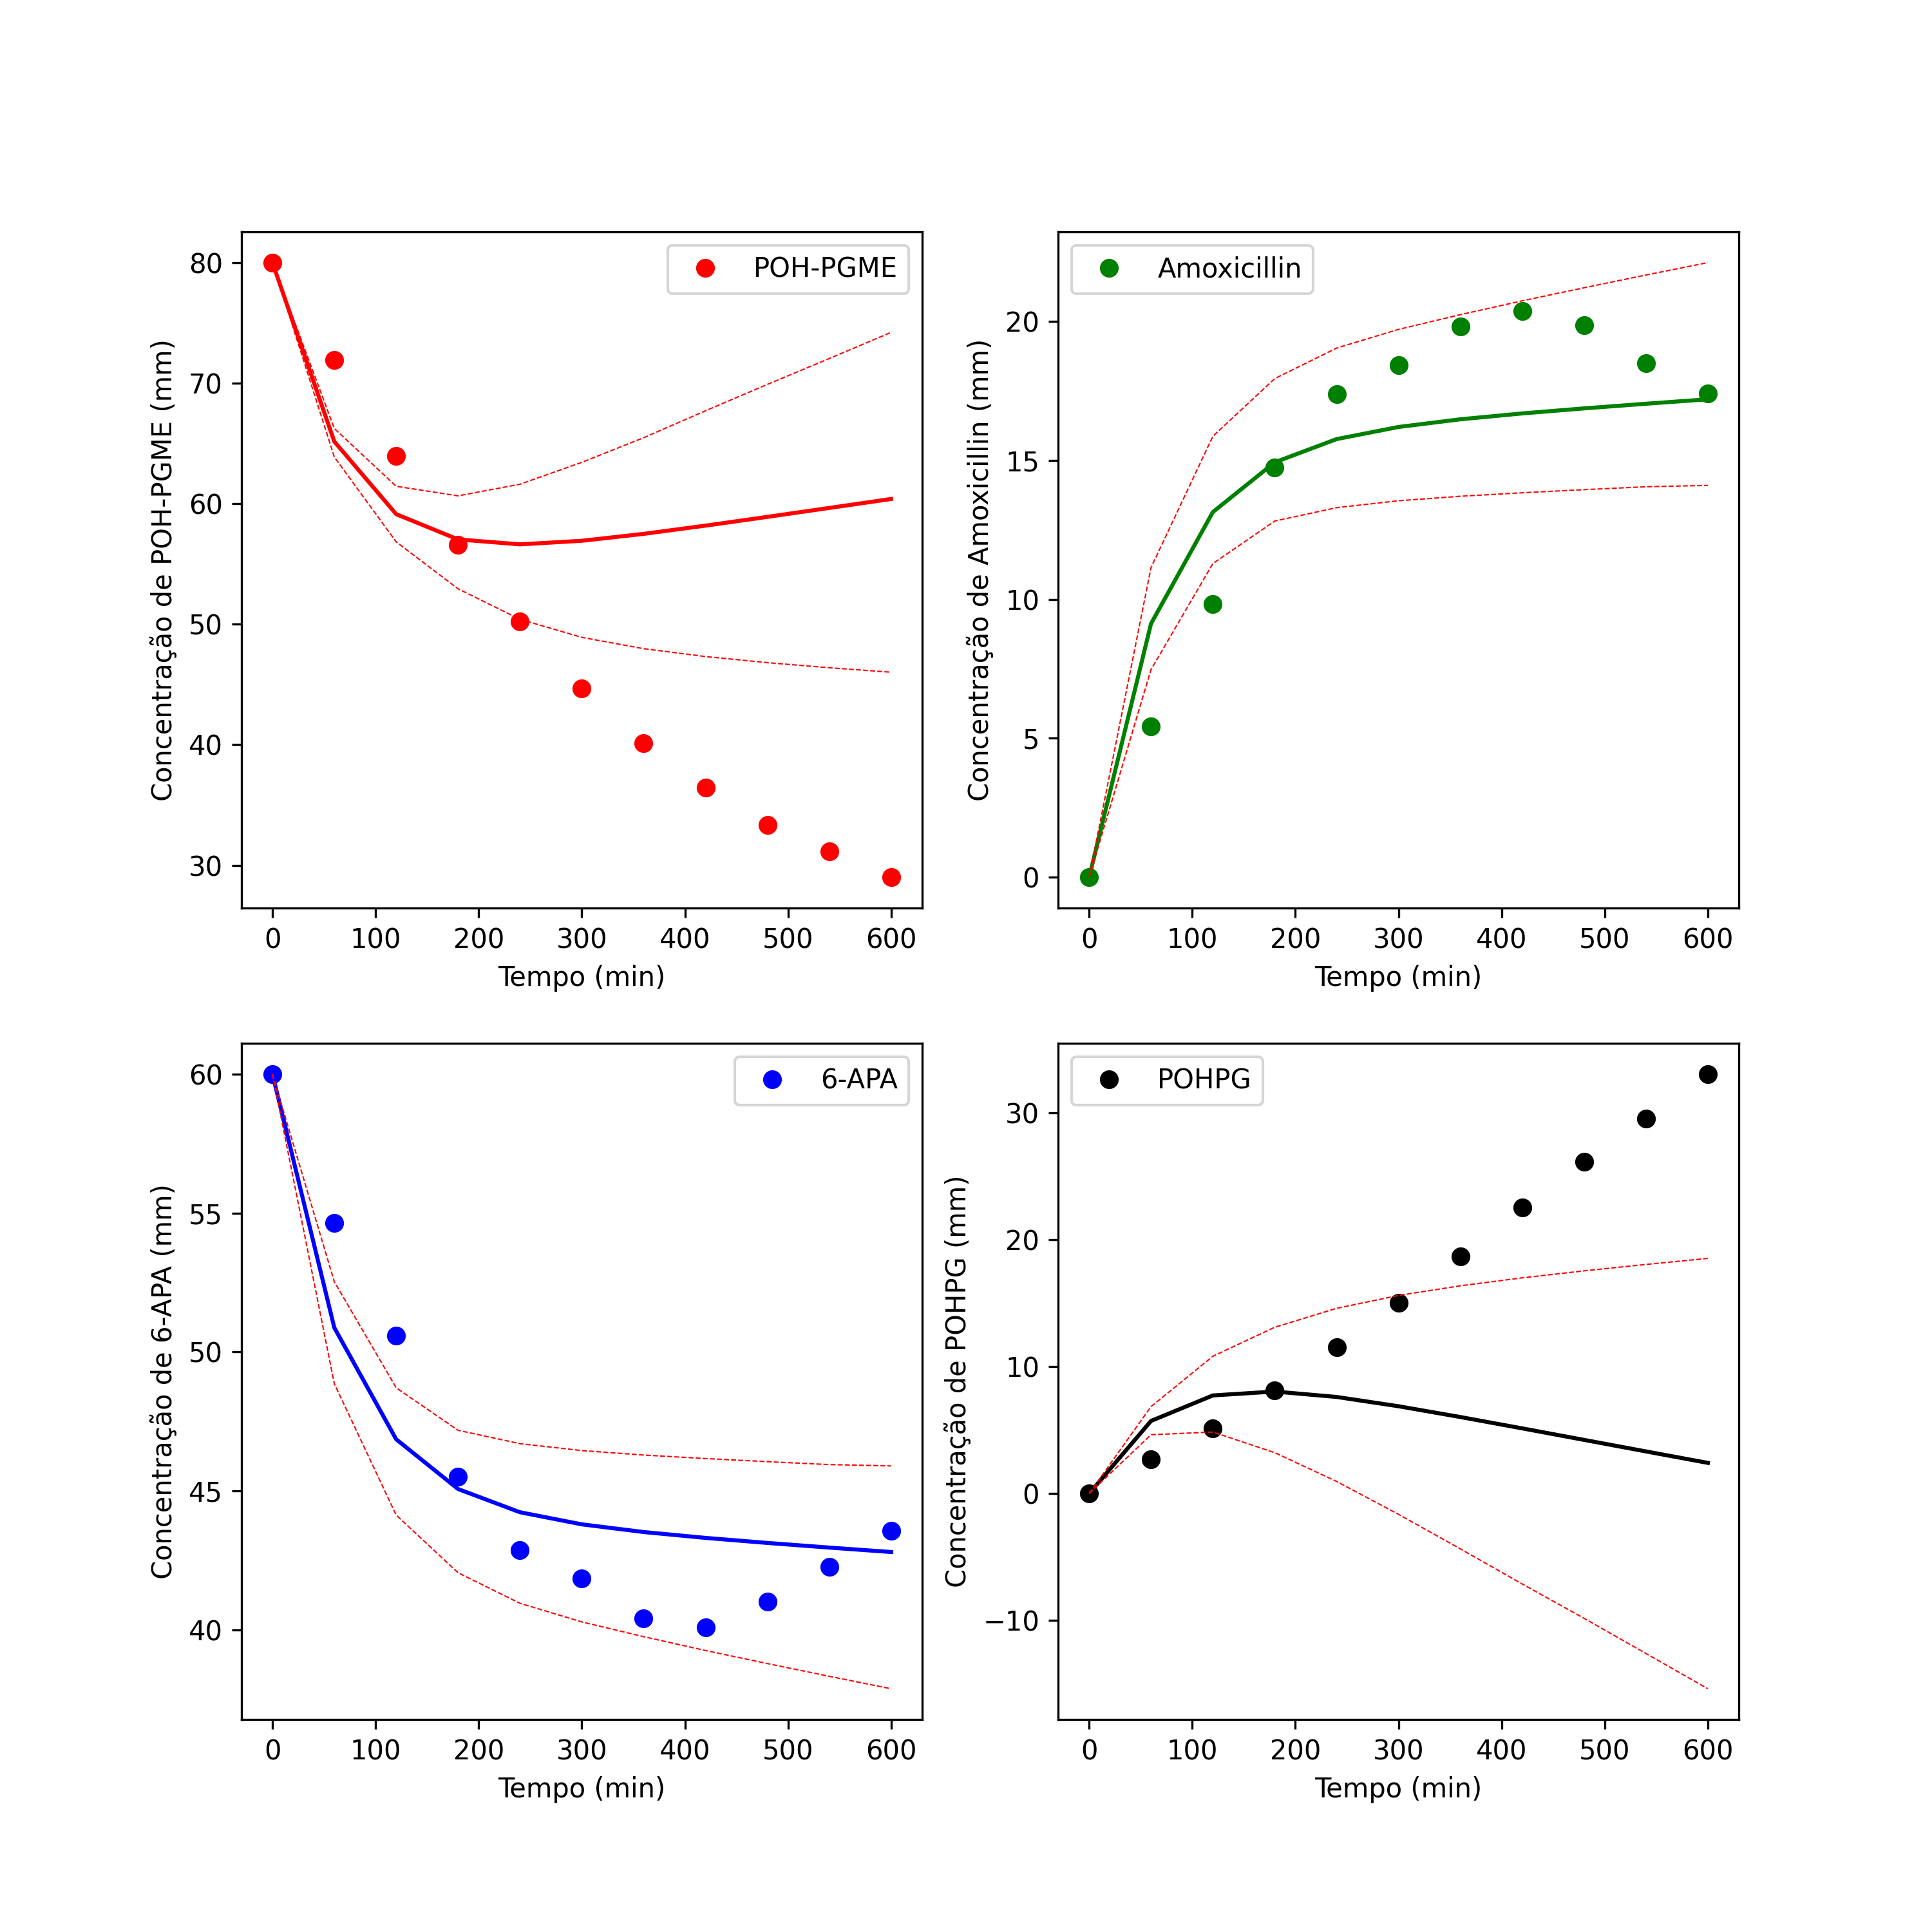 POH-PGME
Concentração de POH-PGME (mm)
80
70
60
50
40
30
0 100 200 300 400 500 600
Tempo (min)
Amoxicillin
Concentração de Amoxicillin (mm)
20
15
10
5
0
0 100 200 300 400 500 600
Tempo (min)
6-APA
Concentração de 6-APA (mm)
60
55
50
45
40
0 100 200 300 400 500 600
Tempo (min)
POHPG
Concentração de POHPG (mm)
30
20
10
0
−10
0 100 200 300 400 500 600
Tempo (min)